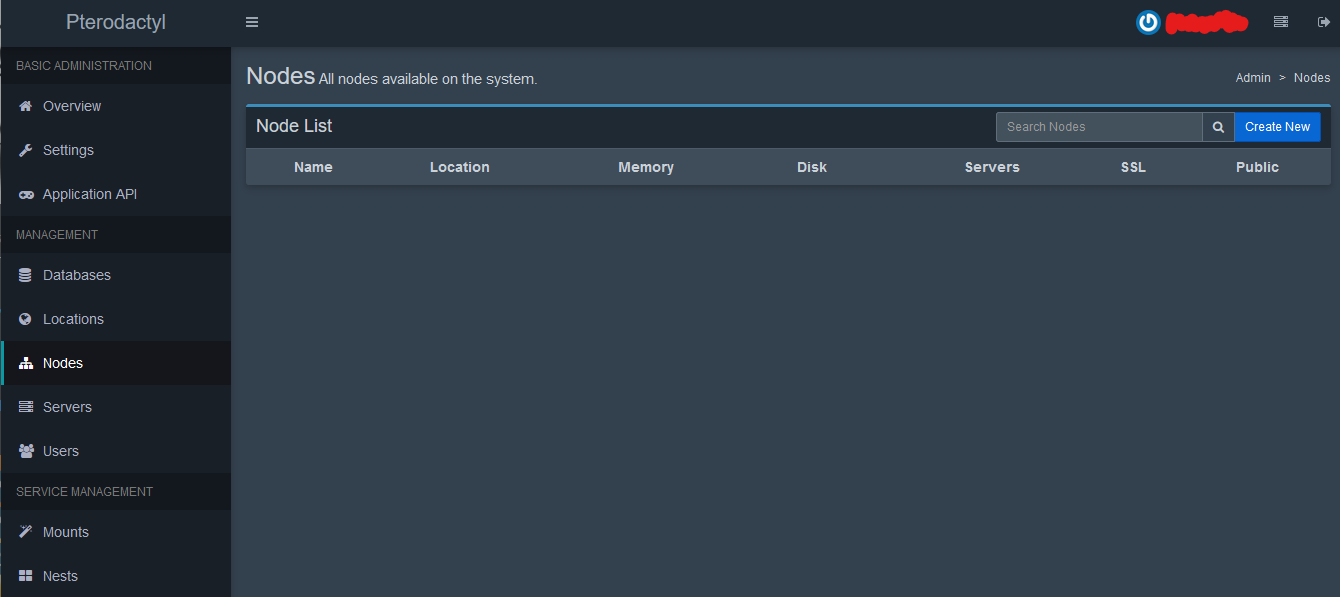 Pterodactyl
BASIC ADMINISTRATION
Overview
Settings
Application API
MANAGEMENT
Databases
Locations
Nodes
Servers
Users
SERVICE MANAGEMENT
Mounts
Nests
Nodes All nodes available on the system.
Admin > Nodes
Node List
Search Nodes
Create New
Name Location Memory Disk Servers SSL Public